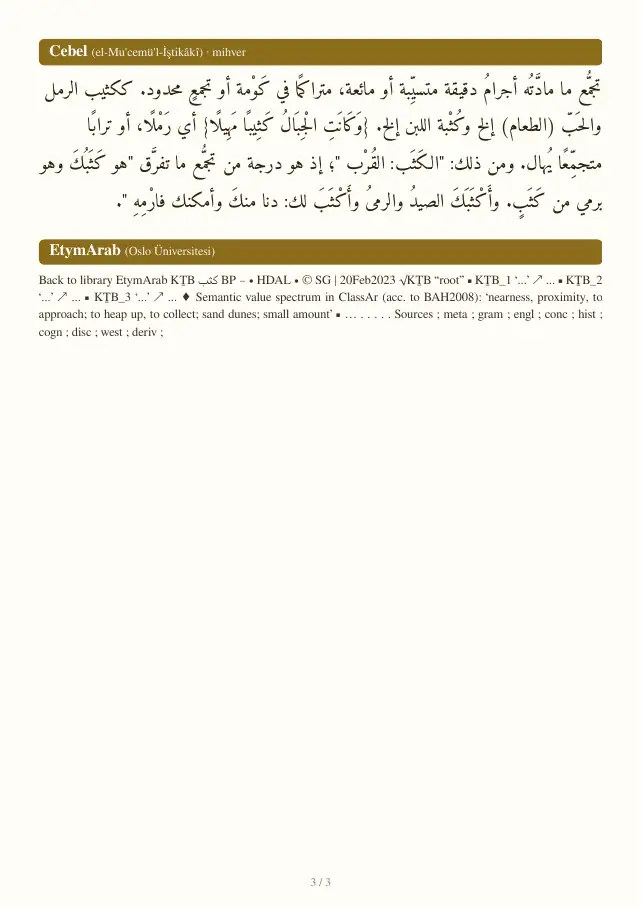 Cebel (el-Mu'cemü'l-İştikâkî) · mihver
تجمُّع ما مادَّتُه أجرامُ دقيقة متسيِّبة أو مائعة، متراكمًا في كَوْمة أو تجمعٍ محدود. ككثيب الرمل
والحَبّ (الطعام) إلخ وكُثْبة اللبن إلخ. {وَكَانَتِ الْجِبَالُ كَثِيبًا مَهِيلًا} أي رَمْلًا، أو ترابًا
متجمِّعًا يُهال. ومن ذلك: "الكَثَب: القُرْب "؛ إذ هو درجة من تجمُّع ما تفرَّق "هو كَثَبُكَ وهو
يرمي من كَثَبٍ. وأَكْثَبَكَ الصيدُ والرمىُ وأَكْثَبَ لك: دنا منكَ وأمكنك فارْمِهِ ".
EtymArab (Oslo Üniversitesi)
Back to library EtymArab KṮB كثب BP – • HDAL • © SG | 20Feb2023 √KṮB “root” ▪ KṮB_1 ‘...’ ↗ ... ▪ KṮB_2
‘...’ ↗ ... ▪ KṮB_3 ‘...’ ↗ ... ♦ Semantic value spectrum in ClassAr (acc. to BAH2008): ‘nearness, proximity, to
approach; to heap up, to collect; sand dunes; small amount’ ▪ … . . . . . Sources ; meta ; gram ; engl ; conc ; hist ;
cogn ; disc ; west ; deriv ;
3 / 3